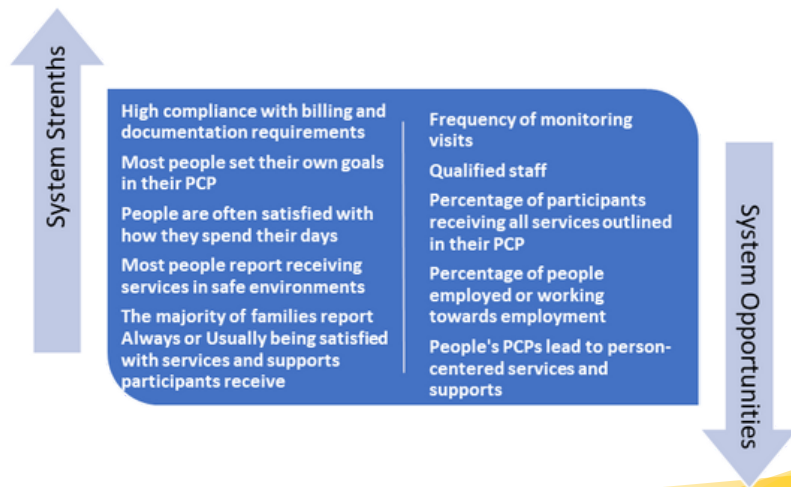 System Strenths
High compliance with billing and
documentation requirements
Most people set their own goals
in their PCP
People are often satisfied with
how they spend their days
Most people report receiving
services in safe environments
The majority of families report
Always or Usually being satisfied
with services and supports
participants receive
Frequency of monitoring
visits
Qualified staff
Percentage of participants
receiving all services outlined
in their PCP
Percentage of people
employed or working
towards employment
People's PCPs lead to person-
centered services and
supports
System Opportunities